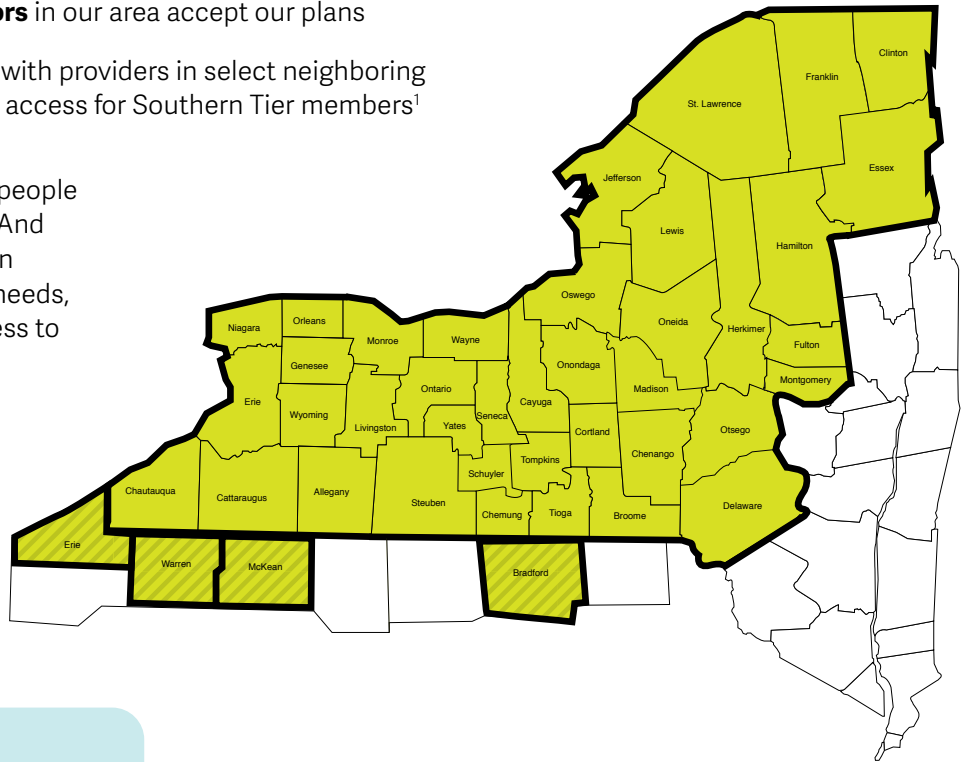 ors in our area accept our plans
with providers in select neighboring
access for Southern Tier members¹
people
And
n
needs,
ess to
Clinton
Franklin
St. Lawrence
Essex
Jefferson
Lewis
Hamilton
Oswego
Oneida
Herkimer
Fulton
Montgomery
Niagara
Orleans
Monroe
Wayne
Genesee
Onondaga
Madison
Erie
Wyoming
Livingston
Ontario
Yates
Seneca
Cayuga
Cortland
Otsego
Chenango
Tompkins
Schuyler
Chautauqua
Cattaraugus
Allegany
Steuben
Chemung
Tioga
Broome
Delaware
Erie
Warren
McKean
Bradford